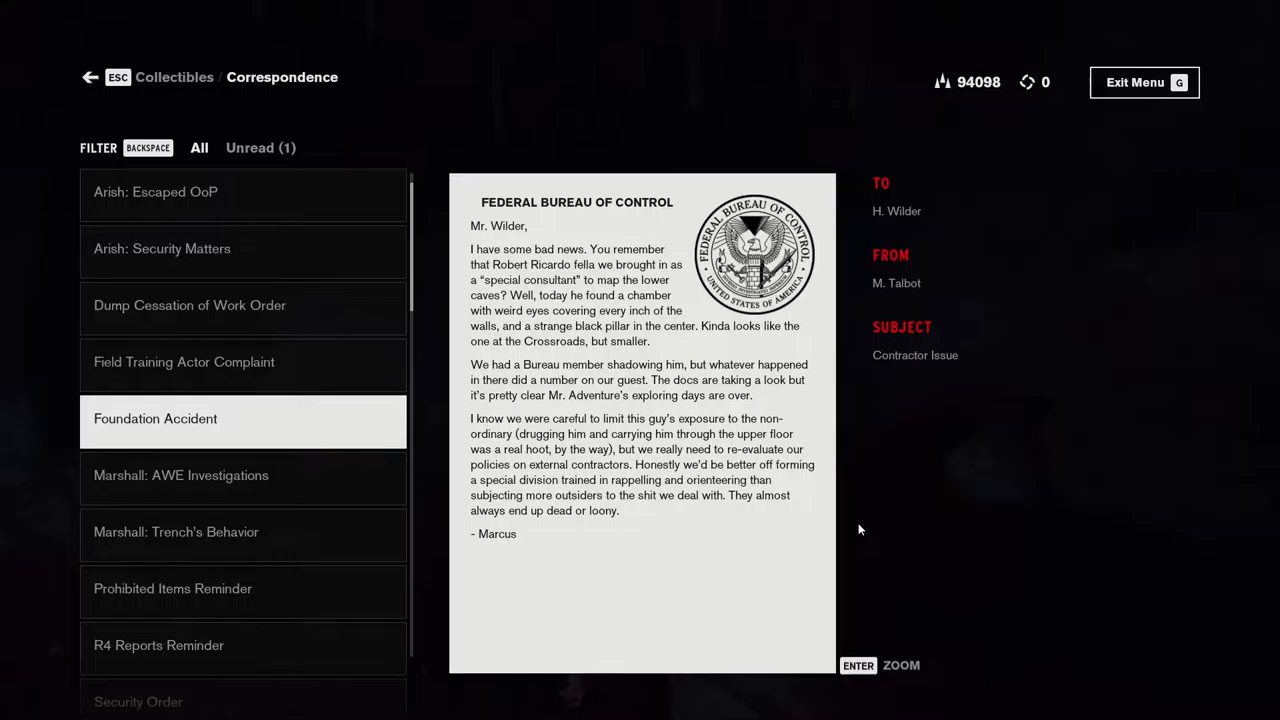 ESC Collectibles / Correspondence
94098 0 Exit Menu G
FILTER BACKSPACE All Unread (1)
Arish: Escaped OoP
Arish: Security Matters
Dump Cessation of Work Order
Field Training Actor Complaint
Foundation Accident
Marshall: AWE Investigations
Marshall: Trench's Behavior
Prohibited Items Reminder
R4 Reports Reminder
Security Order
FEDERAL BUREAU OF CONTROL
FEDERAL BUREAU OF CONTROL
UNITED STATES OF AMERICA
Mr. Wilder,
I have some bad news. You remember
that Robert Ricardo fella we brought in as
a “special consultant” to map the lower
caves? Well, today he found a chamber
with weird eyes covering every inch of the
walls, and a strange black pillar in the center. Kinda looks like the
one at the Crossroads, but smaller.
We had a Bureau member shadowing him, but whatever happened
in there did a number on our guest. The docs are taking a look but
it’s pretty clear Mr. Adventure’s exploring days are over.
I know we were careful to limit this guy’s exposure to the non-
ordinary (drugging him and carrying him through the upper floor
was a real hoot, by the way), but we really need to re-evaluate our
policies on external contractors. Honestly we’d be better off forming
a special division trained in rappelling and orienteering than
subjecting more outsiders to the shit we deal with. They almost
always end up dead or loony.
- Marcus
TO
H. Wilder
FROM
M. Talbot
SUBJECT
Contractor Issue
ENTER ZOOM